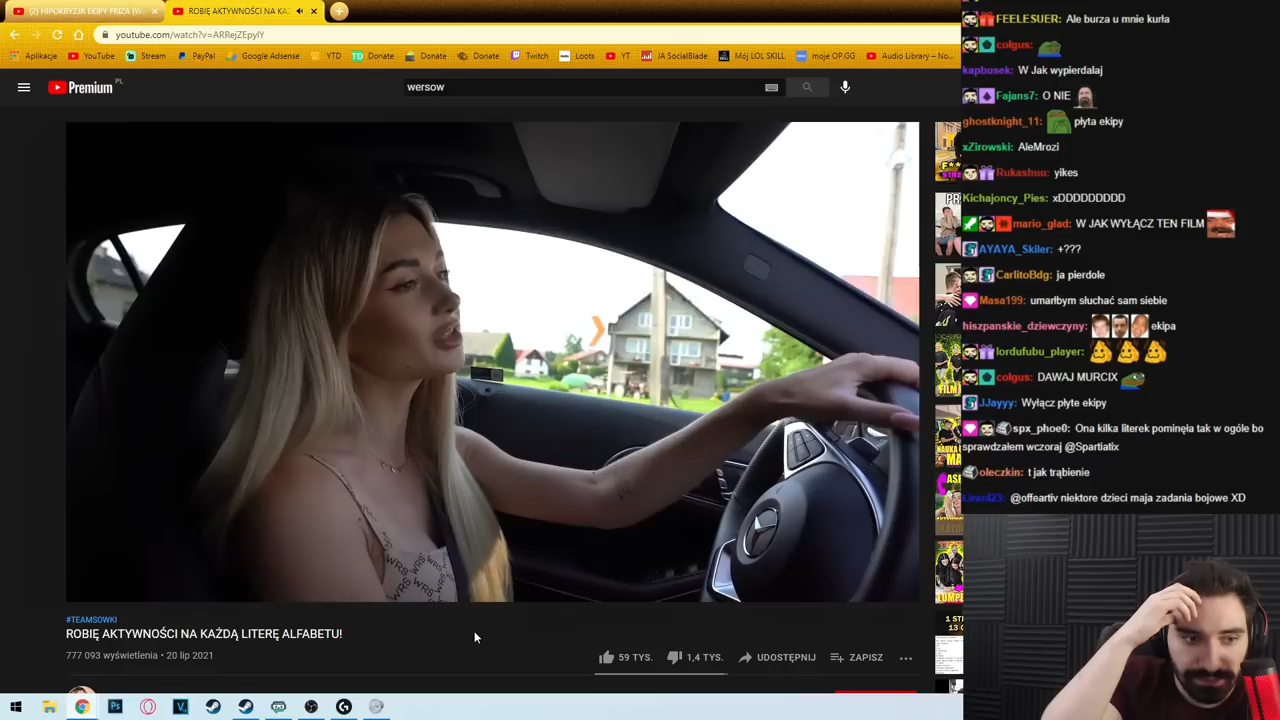 (2) HIPOKRYZJA EKIPY FRIZA (W
ROBIĘ AKTYWNOŚCI NA KAŻ
youtube.com/watch?v=ARRejZEpylY
Aplikacje YouTube Stream PayPal Google Adsense YTD Donate Donate Twitch Loots YT JA SocialBlade Mój LOL SKILL moje OP.GG Audio Library – No...
Premium PL
wersow
WRS
#TEAMSOWKI
ROBIĘ AKTYWNOŚCI NA KAŻDĄ LITERĘ ALFABETU!
777 093 wyświetlenia • 20 lip 2021
59 TYS. 1,4 TYS. UDOSTĘPNIJ ZAPISZ
FEELESUER: Ale burza u mnie kurła
colgus:
kapbusek: W Jak wypierdalaj
Fajans7: O NIE
ghostknight_11: płyta ekipy
xZirowski: AleMrozi
Rukashuu: yikes
Kichajoncy_Pies: xDDDDDDDDD
mario_glad: W JAK WYŁĄCZ TEN FILM
AYAYA_Skiler: +???
CarlitoBdg: ja pierdole
Masa199: umarłbym słuchać sam siebie
hiszpanskie_dziewczyny: ekipa
lordufubu_player:
colgus: DAWAJ MURCIX
JJayyy: Wyłącz płyte ekipy
spx_phoe0: Ona kilka literek pominęła tak w ogóle bo
sprawdzałem wczoraj @Spartiatix
oleczkin: t jak trąbienie
@offeartiv niektore dzieci maja zadania bojowe XD